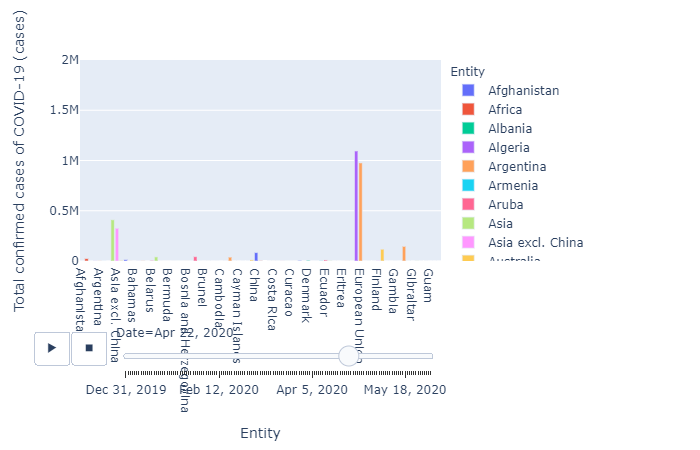 Total confirmed cases of COVID-19 (cases)
2M
1.5M
1M
0.5M
0
Entity
Afghanistan
Africa
Albania
Algeria
Argentina
Armenia
Aruba
Asia
Asia excl. China
Australia
Afghanistan
Argentina
Asia excl. China
Bahamas
Belarus
Bermuda
Bosnia and Herzegovina
Brunei
Cambodia
Cayman Islands
China
Costa Rica
Curacao
Denmark
Ecuador
Eritrea
European Union
Finland
Gambia
Gibraltar
Guam
Date=Apr 22, 2020
Dec 31, 2019
Feb 12, 2020
Apr 5, 2020
May 18, 2020
Entity